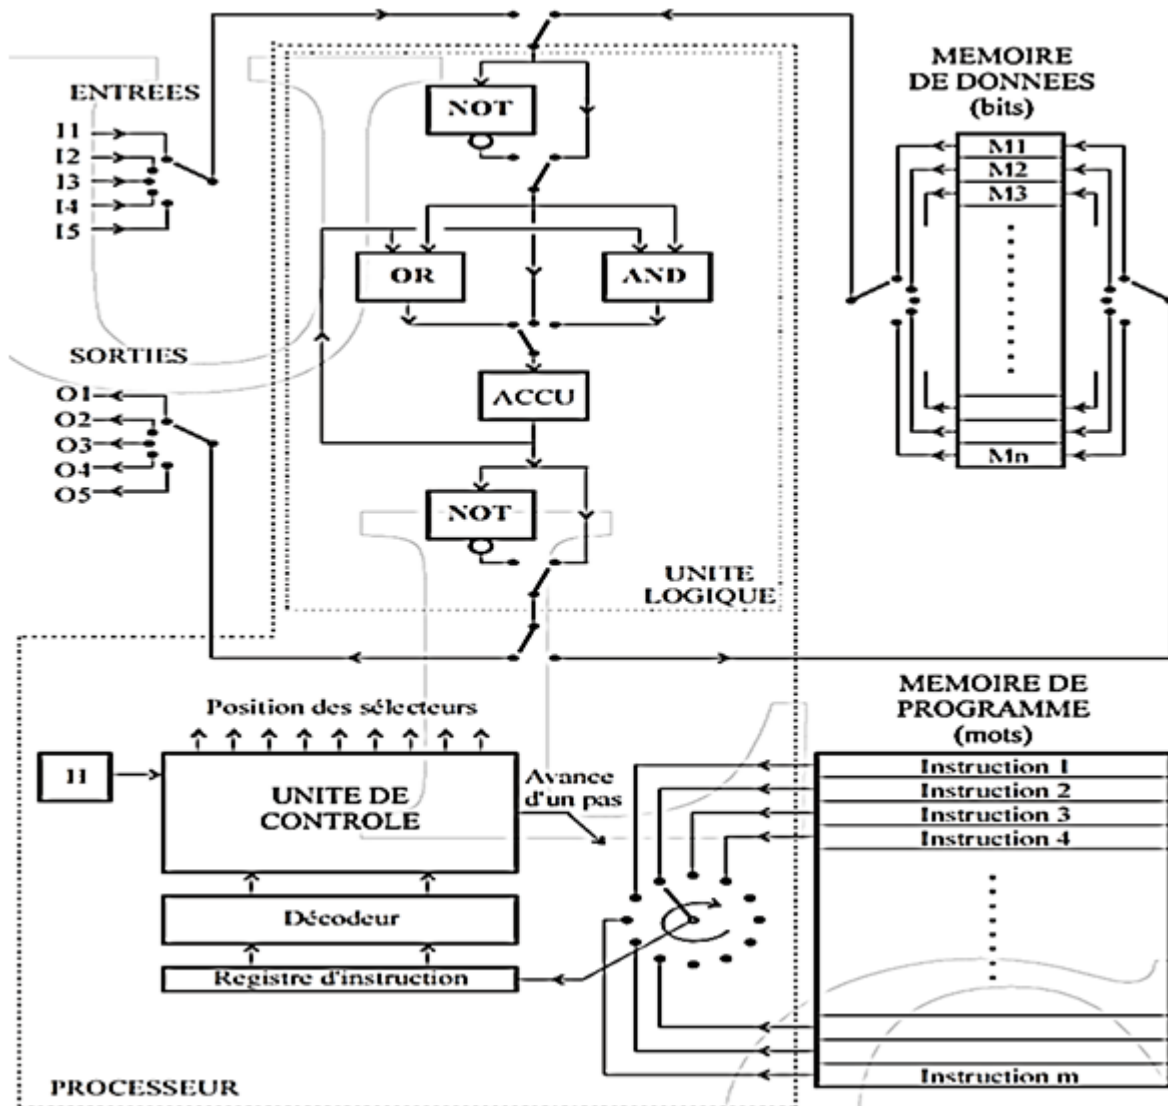 ENTREES
I1
I2
I3
I4
I5
SORTIES
O1
O2
O3
O4
O5
NOT
OR
AND
ACCU
NOT
UNITE
LOGIQUE
MEMOIRE
DE DONNEES
(bits)
M1
M2
M3
Mn
Position des sélecteurs
H
UNITE DE
CONTROLE
Avance
d'un pas
Décodeur
Registre d'instruction
PROCESSEUR
MEMOIRE DE
PROGRAMME
(mots)
Instruction 1
Instruction 2
Instruction 3
Instruction 4
Instruction m